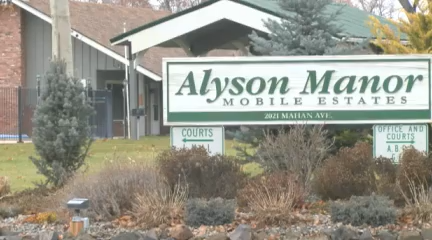 Alyson Manor
MOBILE ESTATES
2021 MAHAN AVE.
COURTS
OFFICE AND
COURTS